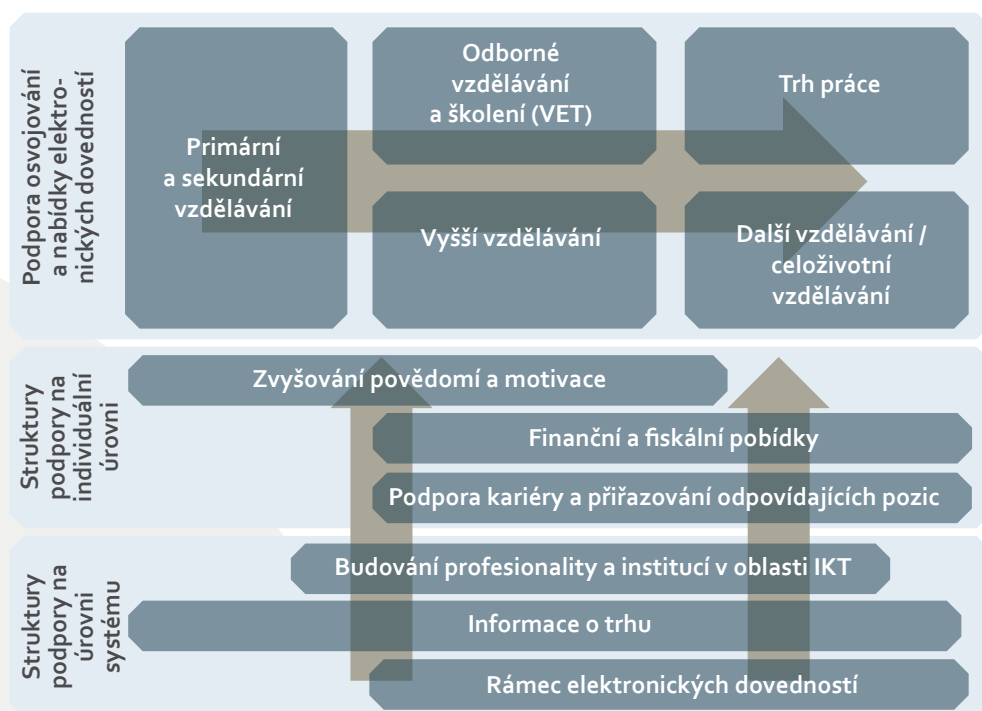 Podpora osvojování
a nabídky elektro-
nických dovedností
Primární
a sekundární
vzdělávání
Odborné
vzdělávání
a školení (VET)
Vyšší vzdělávání
Trh práce
Další vzdělávání /
celoživotní
vzdělávání
Struktury
podpory na
individuální
úrovni
Zvyšování povědomí a motivace
Finanční a fiskální pobídky
Podpora kariéry a přiřazování odpovídajících pozic
Struktury
podpory na
úrovni
systému
Budování profesionality a institucí v oblasti IKT
Informace o trhu
Rámec elektronických dovedností